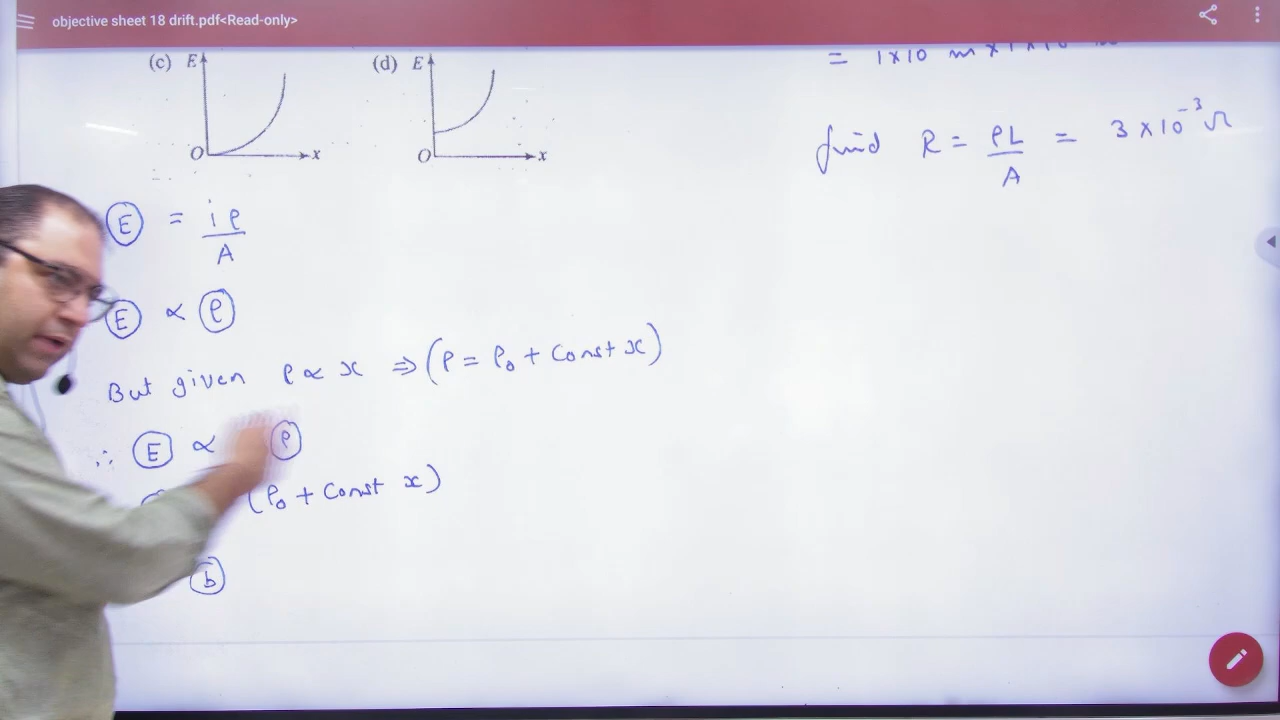 objective sheet 18 drift.pdf<Read-only>
(c) E
O x
(d) E
O x
find R = ρL / A = 3 × 10⁻³ Ω
E = iρ / A
E ∝ ρ
But given ρ ∝ x ⇒ (ρ = ρ₀ + Const x)
∴ E ∝ ρ
(ρ₀ + Const x)
b